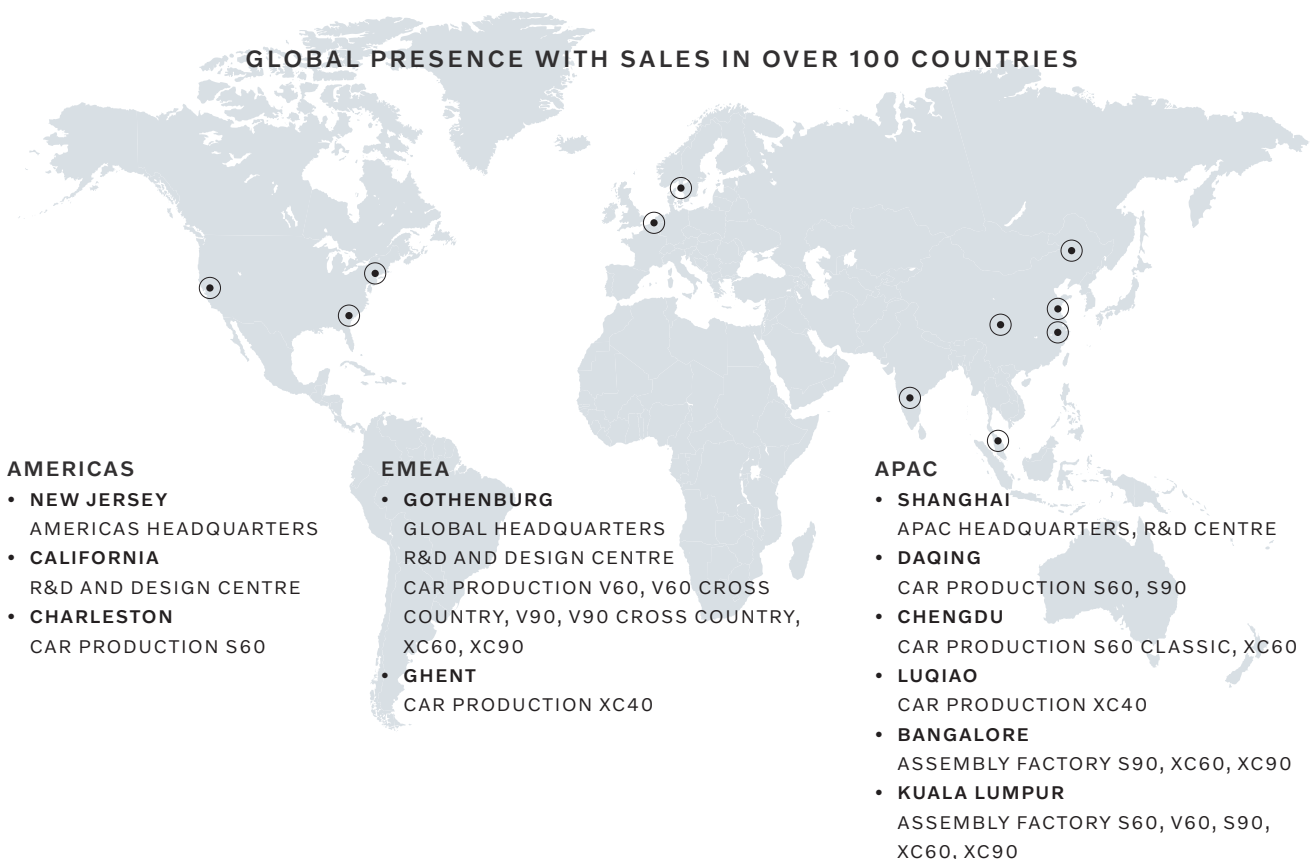 GLOBAL PRESENCE WITH SALES IN OVER 100 COUNTRIES
AMERICAS
• NEW JERSEY
AMERICAS HEADQUARTERS
• CALIFORNIA
R&D AND DESIGN CENTRE
• CHARLESTON
CAR PRODUCTION S60
EMEA
• GOTHENBURG
GLOBAL HEADQUARTERS
R&D AND DESIGN CENTRE
CAR PRODUCTION V60, V60 CROSS
COUNTRY, V90, V90 CROSS COUNTRY,
XC60, XC90
• GHENT
CAR PRODUCTION XC40
APAC
• SHANGHAI
APAC HEADQUARTERS, R&D CENTRE
• DAQING
CAR PRODUCTION S60, S90
• CHENGDU
CAR PRODUCTION S60 CLASSIC, XC60
• LUQIAO
CAR PRODUCTION XC40
• BANGALORE
ASSEMBLY FACTORY S90, XC60, XC90
• KUALA LUMPUR
ASSEMBLY FACTORY S60, V60, S90,
XC60, XC90